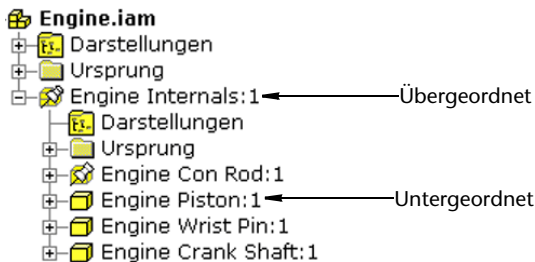 Engine.iam
Darstellungen
Ursprung
Engine Internals:1 Übergeordnet
Darstellungen
Ursprung
Engine Con Rod:1
Engine Piston:1 Untergeordnet
Engine Wrist Pin:1
Engine Crank Shaft:1